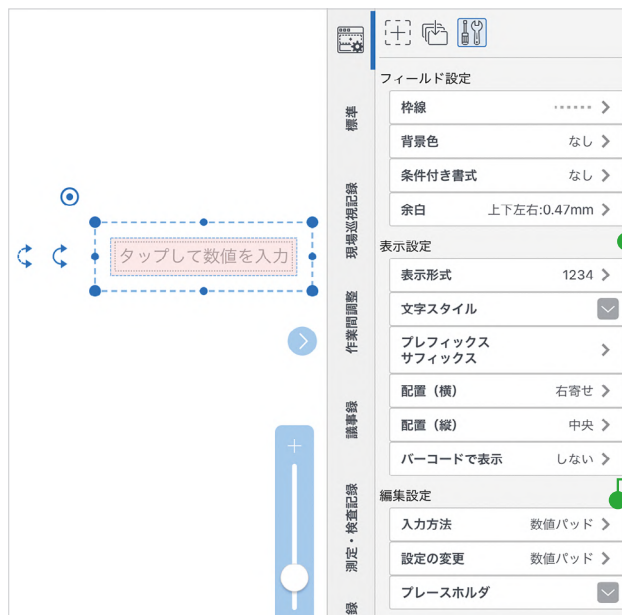 タップして数値を入力
標準
現場巡視記録
作業間調整
議事録
測定・検査記録
録
フィールド設定
枠線
背景色 なし
条件付き書式 なし
余白 上下左右:0.47mm
表示設定
表示形式 1234
文字スタイル
プレフィックス
サフィックス
配置（横） 右寄せ
配置（縦） 中央
バーコードで表示 しない
編集設定
入力方法 数値パッド
設定の変更 数値パッド
プレースホルダ